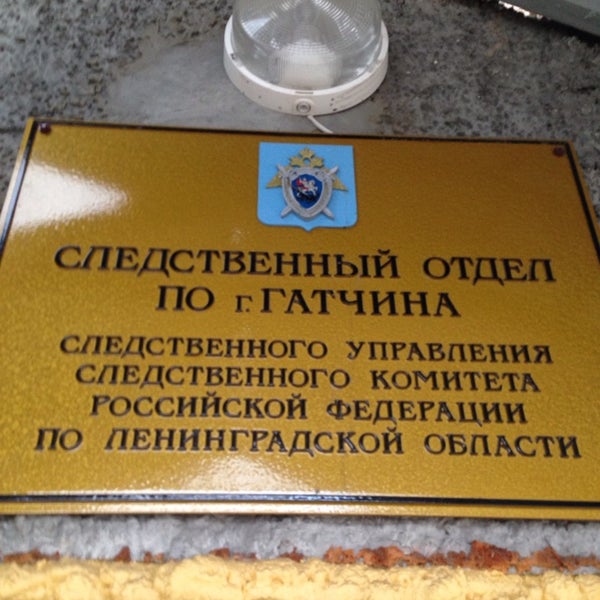 СЛЕДСТВЕННЫЙ ОТДЕЛ
ПО г. ГАТЧИНА
СЛЕДСТВЕННОГО УПРАВЛЕНИЯ
СЛЕДСТВЕННОГО КОМИТЕТА
РОССИЙСКОЙ ФЕДЕРАЦИИ
ПО ЛЕНИНГРАДСКОЙ ОБЛАСТИ